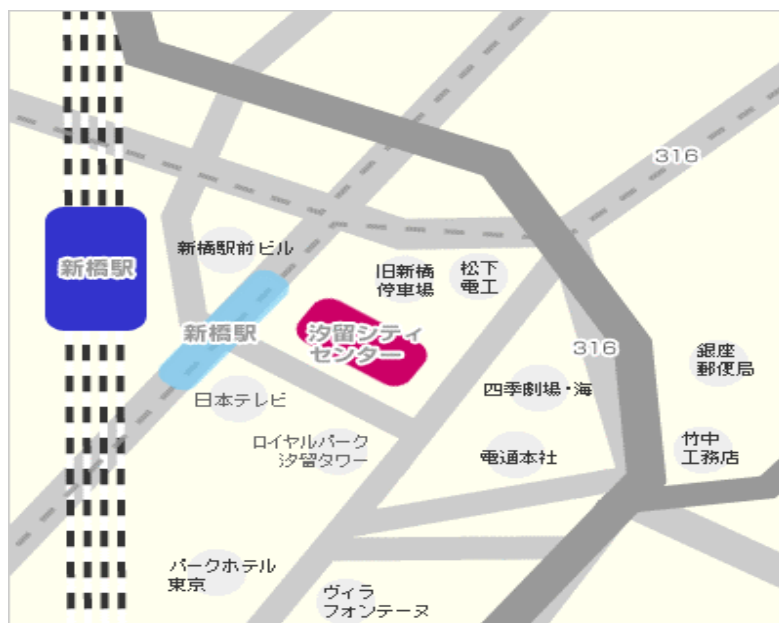 316
新橋駅前ビル
新橋駅
旧新橋
停車場
松下
電工
新橋駅
汐留シティ
センター
316
銀座
郵便局
日本テレビ
四季劇場・海
ロイヤルパーク
汐留タワー
電通本社
竹中
工務店
パークホテル
東京
ヴィラ
フォンテーヌ